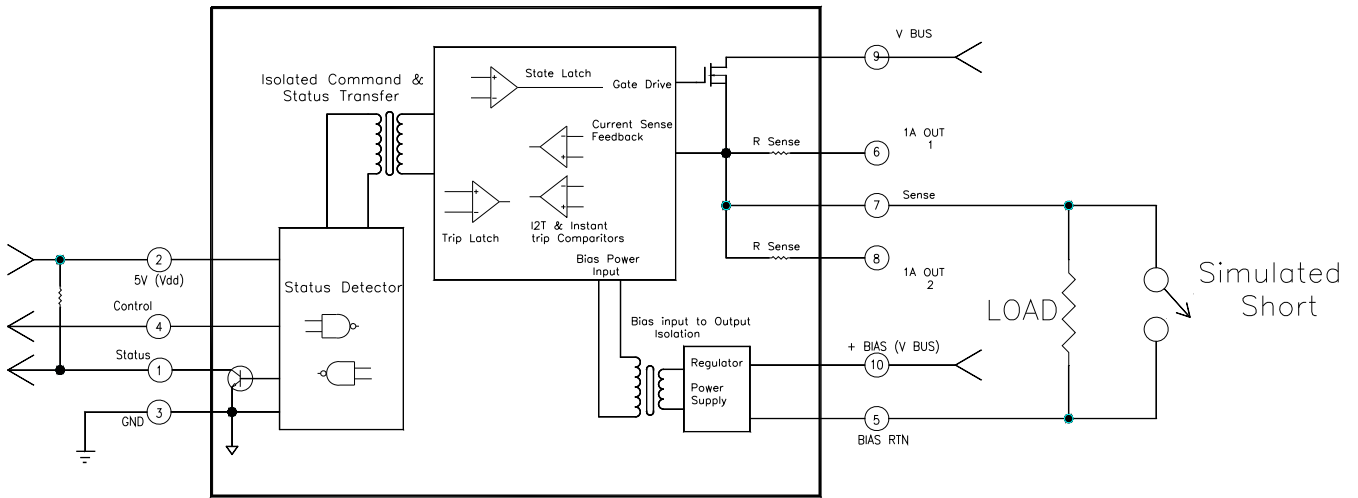 V BUS
9
Isolated Command &
Status Transfer
State Latch
Gate Drive
Current Sense
Feedback
R Sense
6
1A OUT
1
7
Sense
Trip Latch
I2T & Instant
trip Comparitors
R Sense
8
1A OUT
2
Bias Power
Input
2
5V (Vdd)
Status Detector
Control
4
Status
1
3
GND
Bias input to Output
Isolation
Regulator
Power
Supply
+ BIAS (V BUS)
10
5
BIAS RTN
LOAD
Simulated
Short